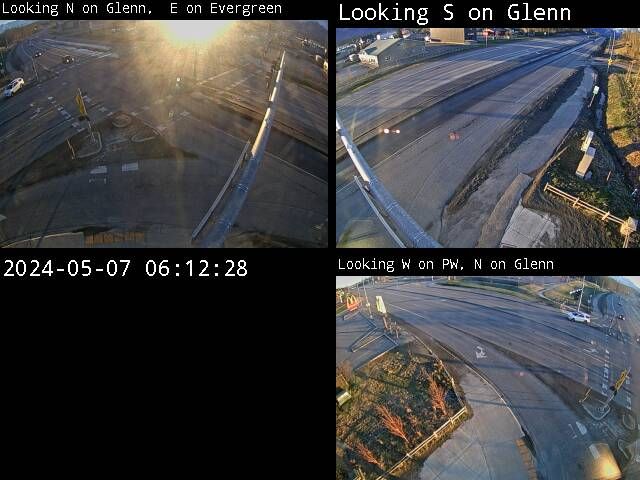 Looking N on Glenn,  E on Evergreen
Looking S on Glenn
2024-05-07 06:12:28
Looking W on PW, N on Glenn